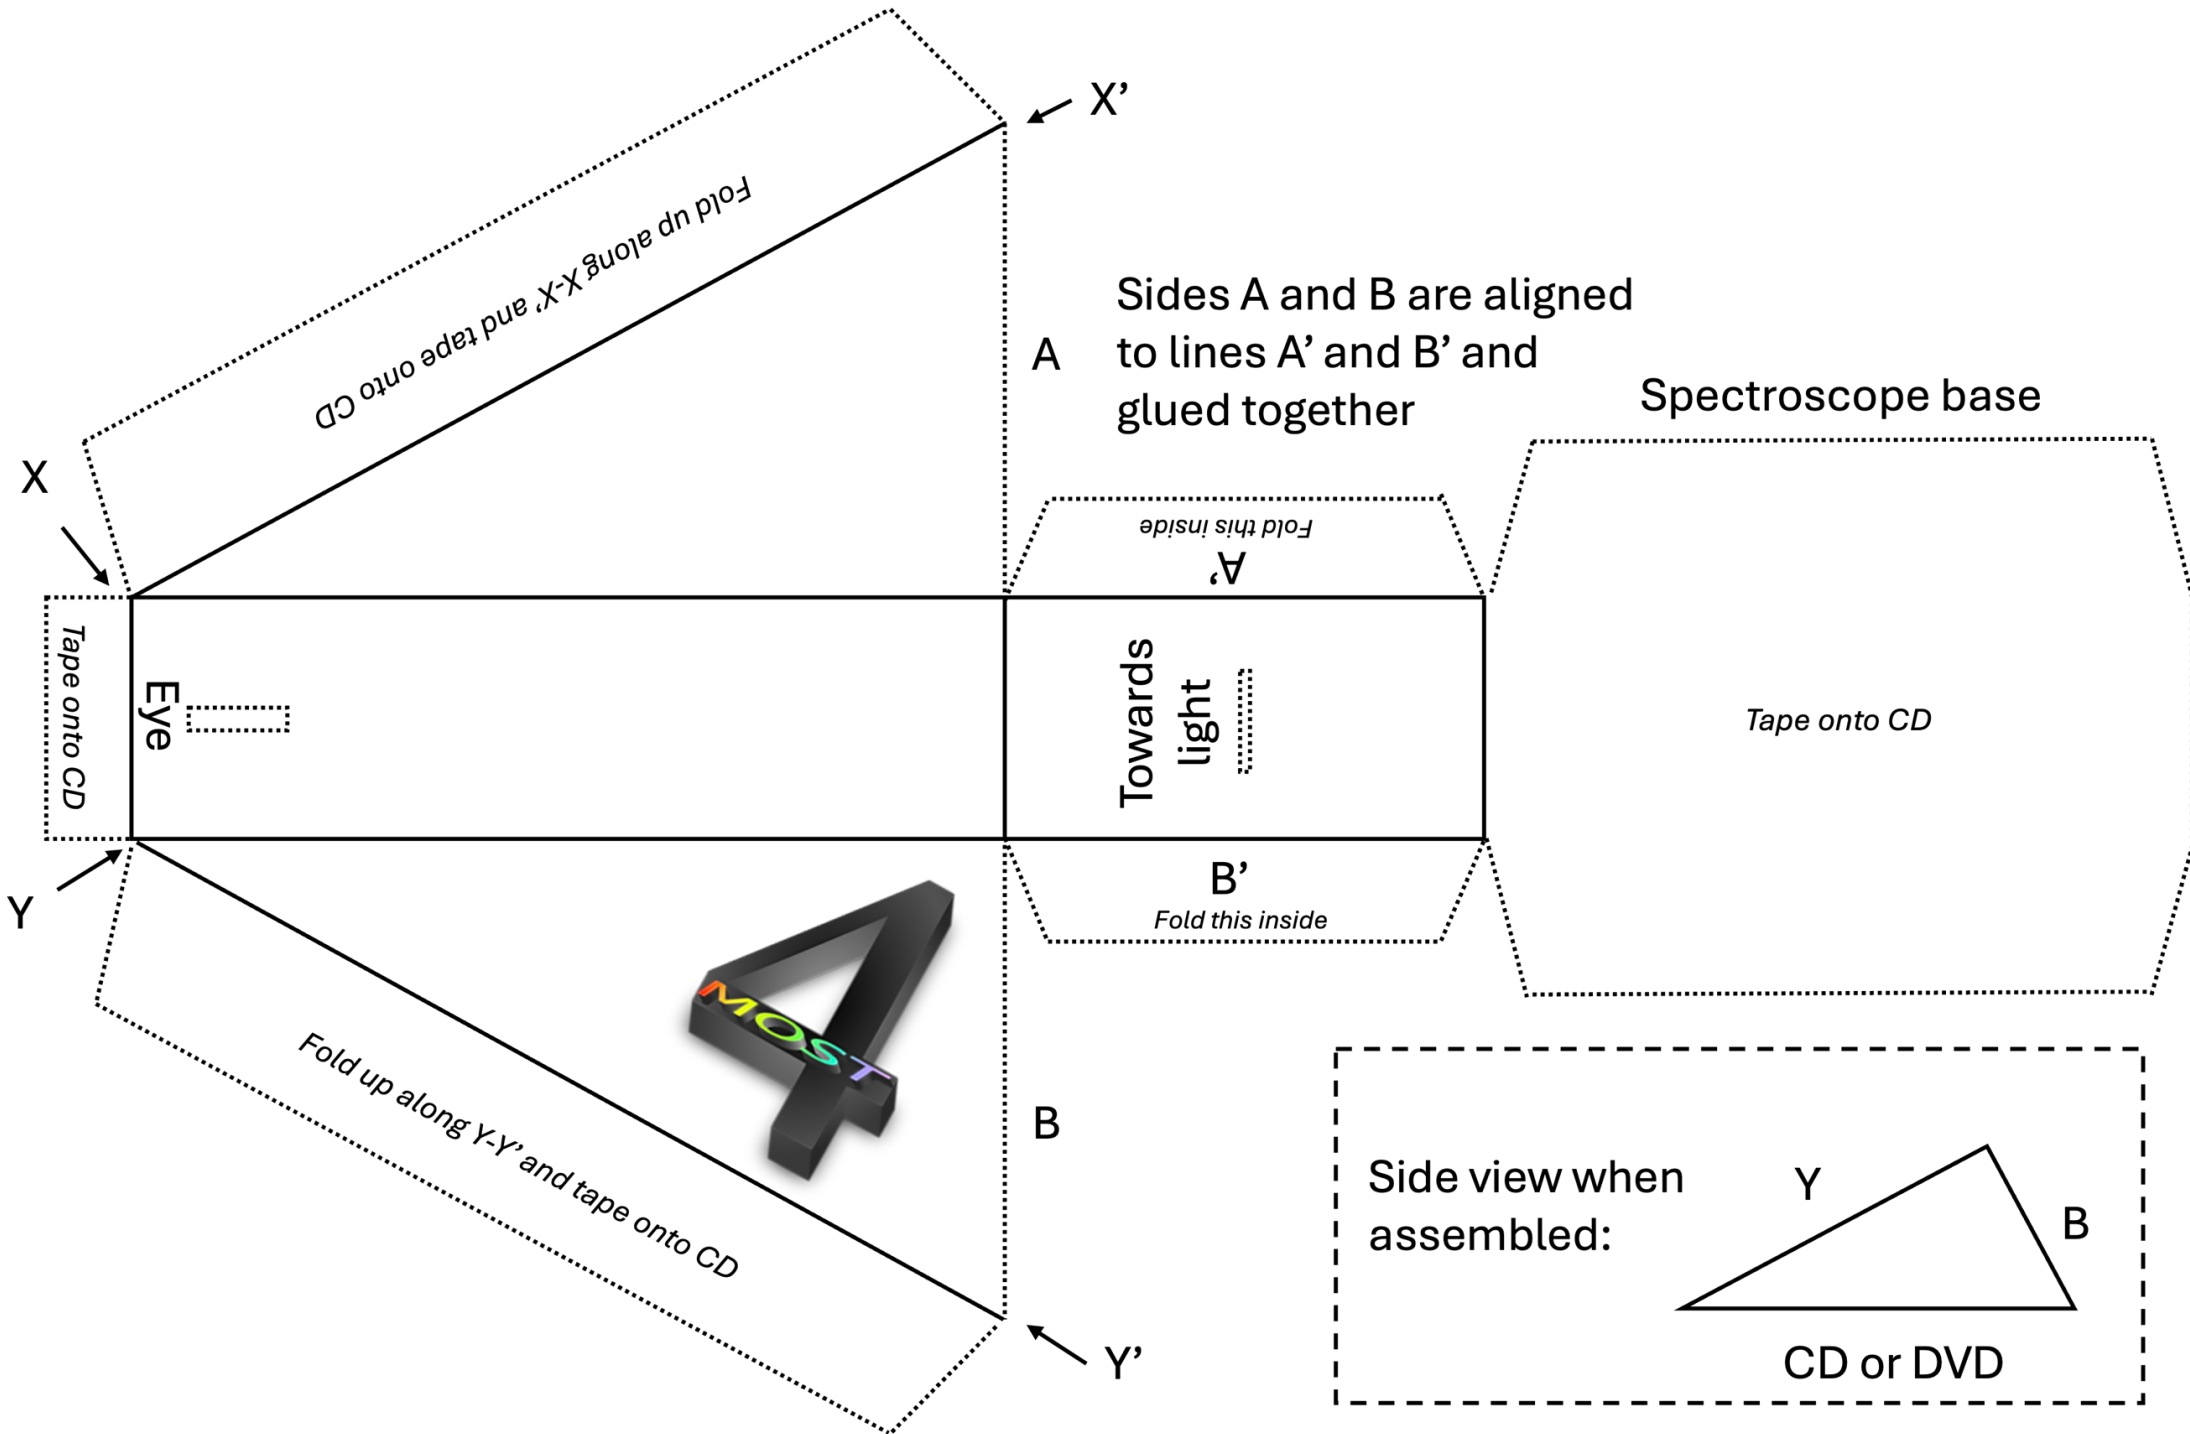 X’
Fold up along X-X’ and tape onto CD
A
Sides A and B are aligned
to lines A’ and B’ and
glued together
Spectroscope base
X
Fold this inside
A’
Tape onto CD
Eye
Towards
light
Tape onto CD
Y
B’
Fold this inside
MOST
4
Fold up along Y-Y’ and tape onto CD
B
Y’
Side view when
assembled:
Y
B
CD or DVD